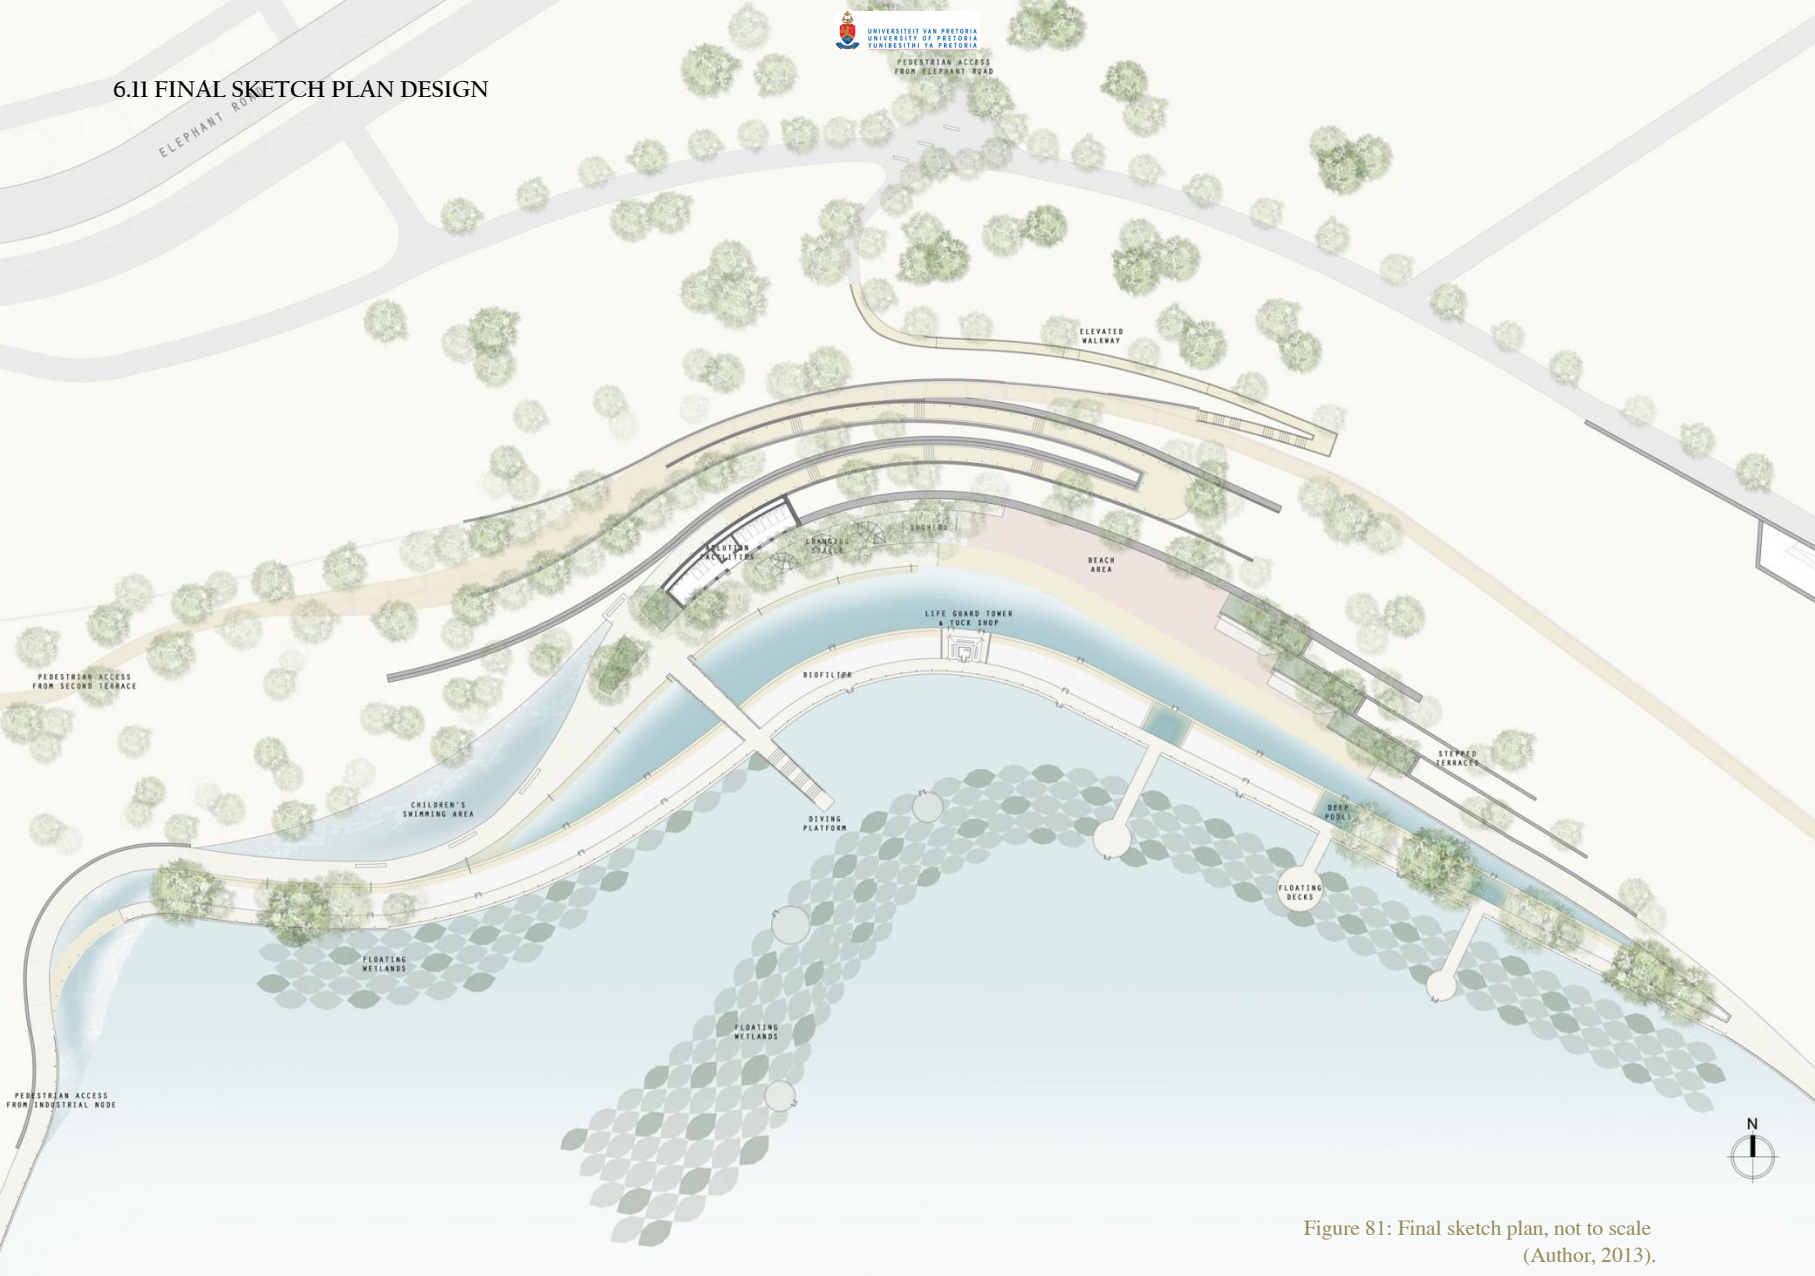 UNIVERSITEIT VAN PRETORIA
UNIVERSITY OF PRETORIA
YUNIBESITHI YA PRETORIA
PEDESTRIAN ACCESS
FROM ELEPHANT ROAD
6.11 FINAL SKETCH PLAN DESIGN
ELEPHANT ROAD
ELEVATED
WALKWAY
SHOWERS
CHANGING
STALLS
ABLUTION
FACILITIES
BEACH
AREA
LIFE GUARD TOWER
& TUCK SHOP
BIOFILTER
PEDESTRIAN ACCESS
FROM SECOND TERRACE
STEPPED
TERRACES
CHILDREN'S
SWIMMING AREA
DIVING
PLATFORM
DEEP
POOLS
FLOATING
DECKS
FLOATING
WETLANDS
FLOATING
WETLANDS
PEDESTRIAN ACCESS
FROM INDUSTRIAL NODE
N
Figure 81: Final sketch plan, not to scale
(Author, 2013).